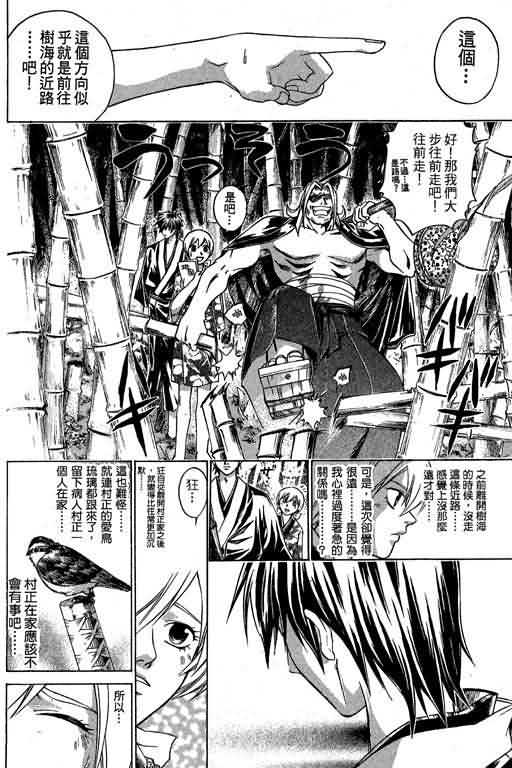 這個…
這個方向似
乎就是前往
樹海的近路
……吧！
好！那我們大
步往前走吧！
往前走！
不過！這
是路嗎？
是吧…
うっそうっ
之前離開樹海
的時候，沒走
這條近路……
感覺上沒那麼
遠才對……
可是，這次卻覺得
很遠……是因為
我心裡過度著急的
關係嗎……？
狂…
狂自從離開村正家之後
，就變得比往常更加沉
默…
這也難怪……
就連村正的愛鳥
琉璃都跟來了，
留下病人村正一
個人在家……
村正在家應該不
會有事吧……
所以…